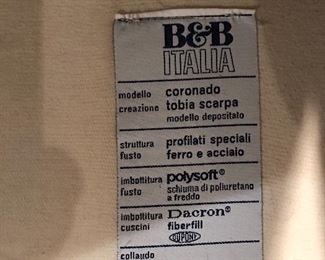 B&B
ITALIA
modello coronado
creazione tobia scarpa
modello depositato
struttura profilati speciali
fusto ferro e acciaio
imbottitura polysoft®
fusto schiuma di poliuretano
a freddo
imbottitura Dacron®
cuscini fiberfill
DUPONT
collaudo